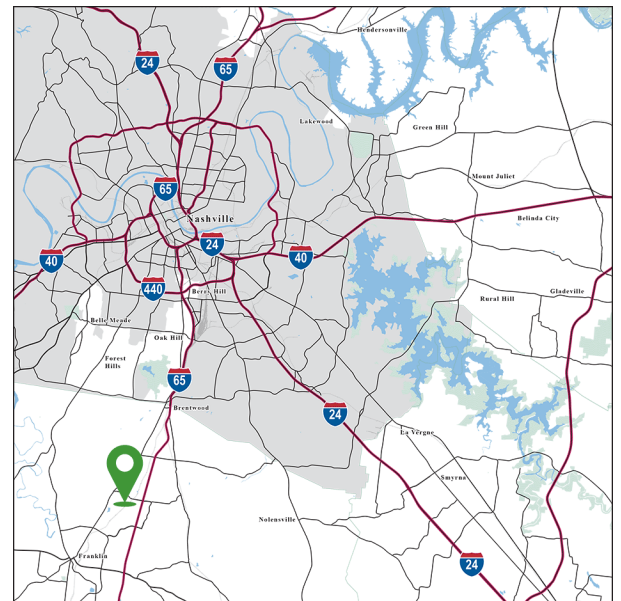 Hendersonville
24
65
Lakewood
Green Hill
Mount Juliet
65
Nashville
Belinda City
24
40
40
440
Berry Hill
Rural Hill
Gladeville
Belle Meade
Oak Hill
Forest
Hills
65
Brentwood
24
La Vergne
Smyrna
Nolensville
Franklin
24